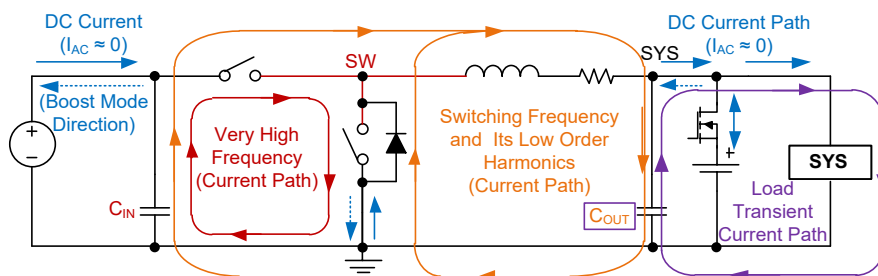 DC Current
(I_AC ≈ 0)
(Boost Mode
Direction)
+
−
C_IN
SW
Very High
Frequency
(Current Path)
Switching Frequency
and Its Low Order
Harmonics
(Current Path)
SYS
C_OUT
DC Current Path
(I_AC ≈ 0)
+
SYS
Load
Transient
Current Path